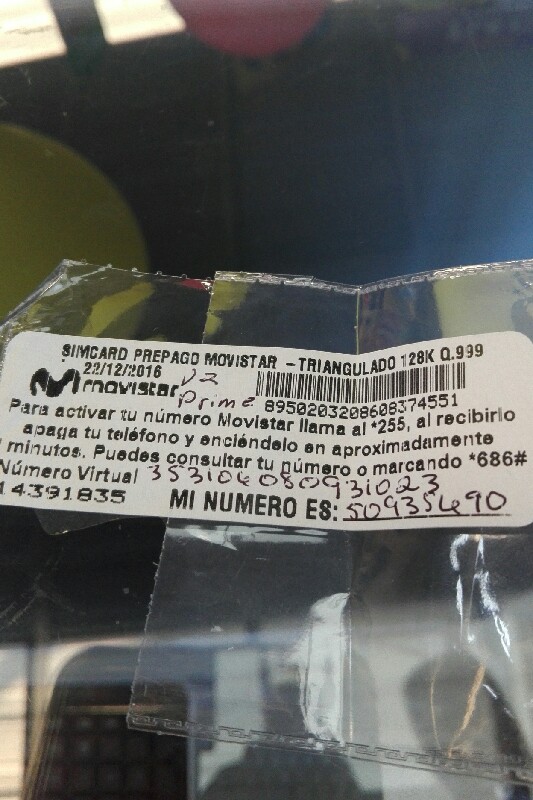 SIMCARD PREPAGO MOVISTAR - TRIANGULADO 128K Q.999
22/12/2016
movistar
Prime
8950203208608374551
Para activar tu número Movistar llama al *255, al recibirlo
apaga tu teléfono y enciéndelo en aproximadamente
minutos. Puedes consultar tu número o marcando *686#
Número Virtual 353104080931023
14391835 MI NUMERO ES: 50935490